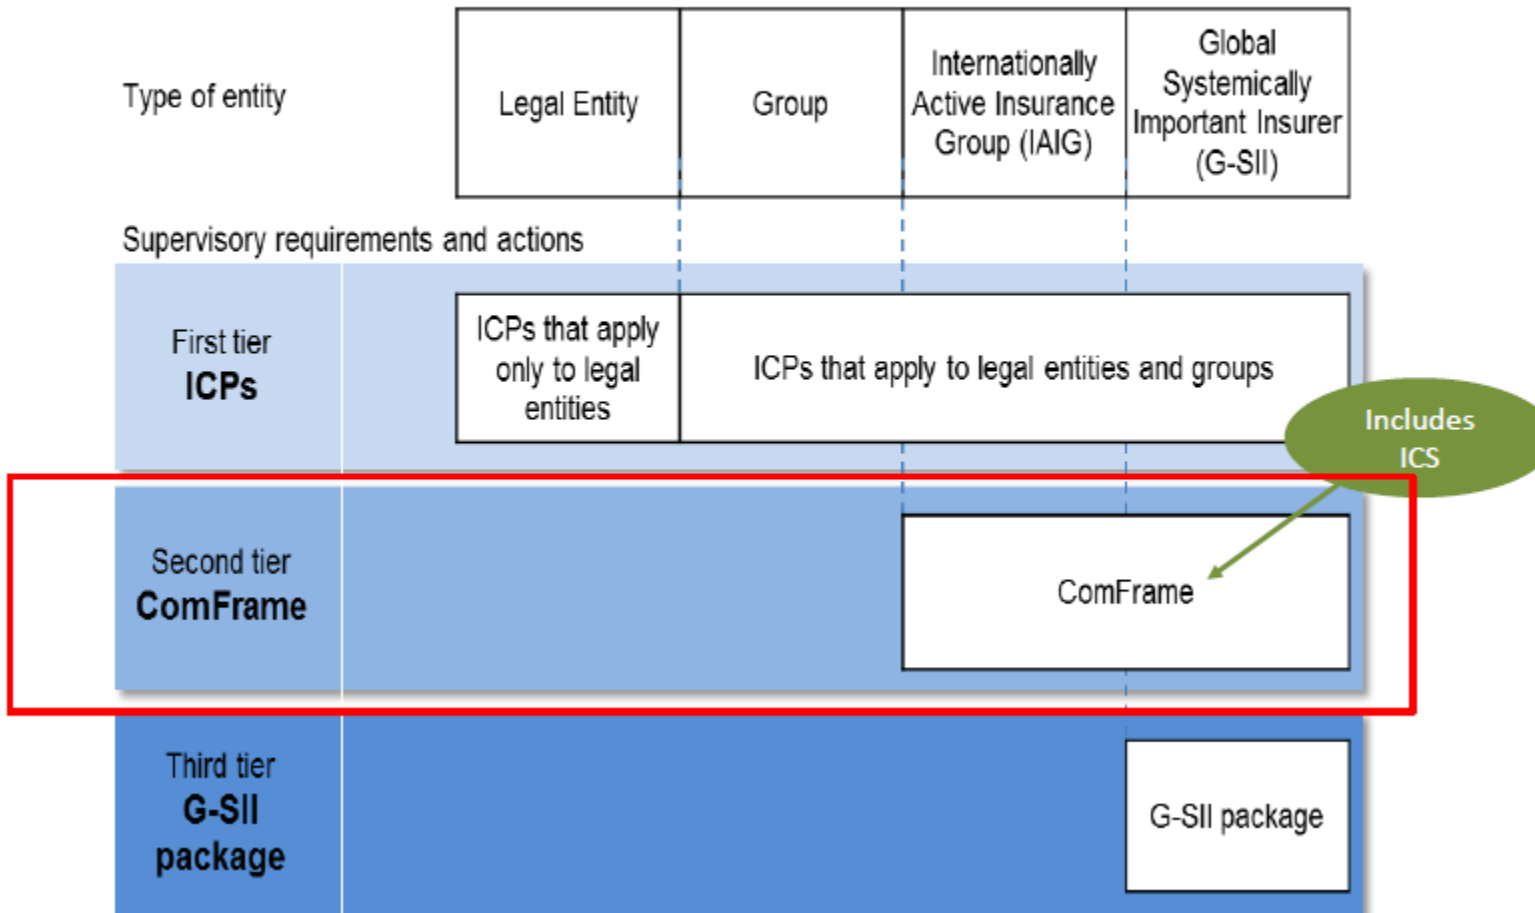 Type of entity
Legal Entity
Group
Internationally
Active Insurance
Group (IAIG)
Global
Systemically
Important Insurer
(G-SII)
Supervisory requirements and actions
First tier
ICPs
ICPs that apply
only to legal
entities
ICPs that apply to legal entities and groups
Includes
ICS
Second tier
ComFrame
ComFrame
Third tier
G-SII
package
G-SII package